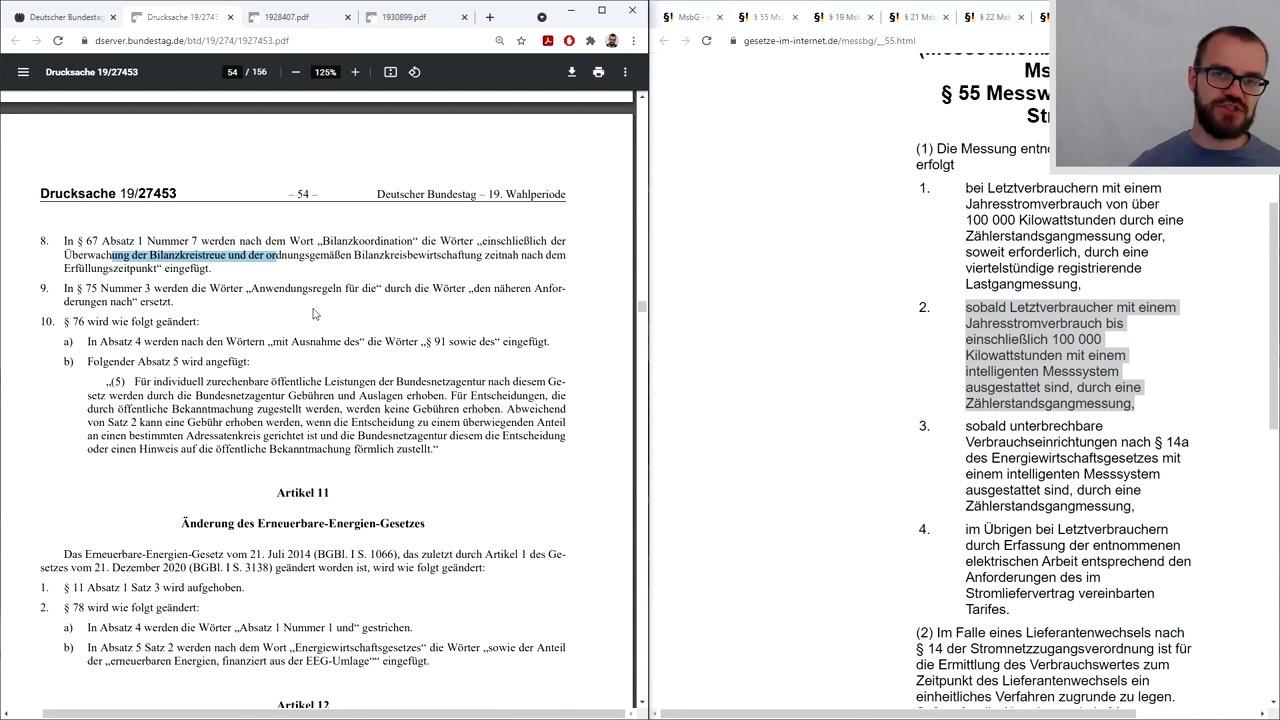 Deutscher Bundesta
Drucksache 19/2745
1928407.pdf
1930899.pdf
dserver.bundestag.de/btd/19/274/1927453.pdf
Drucksache 19/27453
54 / 156
125%
Drucksache 19/27453
– 54 –
Deutscher Bundestag – 19. Wahlperiode
8. In § 67 Absatz 1 Nummer 7 werden nach dem Wort „Bilanzkoordination“ die Wörter „einschließlich der
Überwachung der Bilanzkreistreue und der ordnungsgemäßen Bilanzkreisbewirtschaftung zeitnah nach dem
Erfüllungszeitpunkt“ eingefügt.
9. In § 75 Nummer 3 werden die Wörter „Anwendungsregeln für die“ durch die Wörter „den näheren Anfor-
derungen nach“ ersetzt.
10. § 76 wird wie folgt geändert:
a) In Absatz 4 werden nach den Wörtern „mit Ausnahme des“ die Wörter „§ 91 sowie des“ eingefügt.
b) Folgender Absatz 5 wird angefügt:
„(5) Für individuell zurechenbare öffentliche Leistungen der Bundesnetzagentur nach diesem Ge-
setz werden durch die Bundesnetzagentur Gebühren und Auslagen erhoben. Für Entscheidungen, die
durch öffentliche Bekanntmachung zugestellt werden, werden keine Gebühren erhoben. Abweichend
von Satz 2 kann eine Gebühr erhoben werden, wenn die Entscheidung zu einem überwiegenden Anteil
an einen bestimmten Adressatenkreis gerichtet ist und die Bundesnetzagentur diesem die Entscheidung
oder einen Hinweis auf die öffentliche Bekanntmachung förmlich zustellt.“
Artikel 11
Änderung des Erneuerbare-Energien-Gesetzes
Das Erneuerbare-Energien-Gesetz vom 21. Juli 2014 (BGBl. I S. 1066), das zuletzt durch Artikel 1 des Ge-
setzes vom 21. Dezember 2020 (BGBl. I S. 3138) geändert worden ist, wird wie folgt geändert:
1. § 11 Absatz 1 Satz 3 wird aufgehoben.
2. § 78 wird wie folgt geändert:
a) In Absatz 4 werden die Wörter „Absatz 1 Nummer 1 und“ gestrichen.
b) In Absatz 5 Satz 2 werden nach dem Wort „Energiewirtschaftsgesetzes“ die Wörter „sowie der Anteil
der „erneuerbaren Energien, finanziert aus der EEG-Umlage““ eingefügt.
Artikel 12
MsbG - n
§ 55 Msb
§ 19 Msb
§ 21 Msb
§ 22 Msb
gesetze-im-internet.de/messbg/__55.html
Ms
§ 55 Messw
Str
(1) Die Messung entn
erfolgt
1. bei Letztverbrauchern mit einem
Jahresstromverbrauch von über
100 000 Kilowattstunden durch eine
Zählerstandsgangmessung oder,
soweit erforderlich, durch eine
viertelstündige registrierende
Lastgangmessung,
2. sobald Letztverbraucher mit einem
Jahresstromverbrauch bis
einschließlich 100 000
Kilowattstunden mit einem
intelligenten Messsystem
ausgestattet sind, durch eine
Zählerstandsgangmessung,
3. sobald unterbrechbare
Verbrauchseinrichtungen nach § 14a
des Energiewirtschaftsgesetzes mit
einem intelligenten Messsystem
ausgestattet sind, durch eine
Zählerstandsgangmessung,
4. im Übrigen bei Letztverbrauchern
durch Erfassung der entnommenen
elektrischen Arbeit entsprechend den
Anforderungen des im
Stromliefervertrag vereinbarten
Tarifes.
(2) Im Falle eines Lieferantenwechsels nach
§ 14 der Stromnetzzugangsverordnung ist für
die Ermittlung des Verbrauchswertes zum
Zeitpunkt des Lieferantenwechsels ein
einheitliches Verfahren zugrunde zu legen.